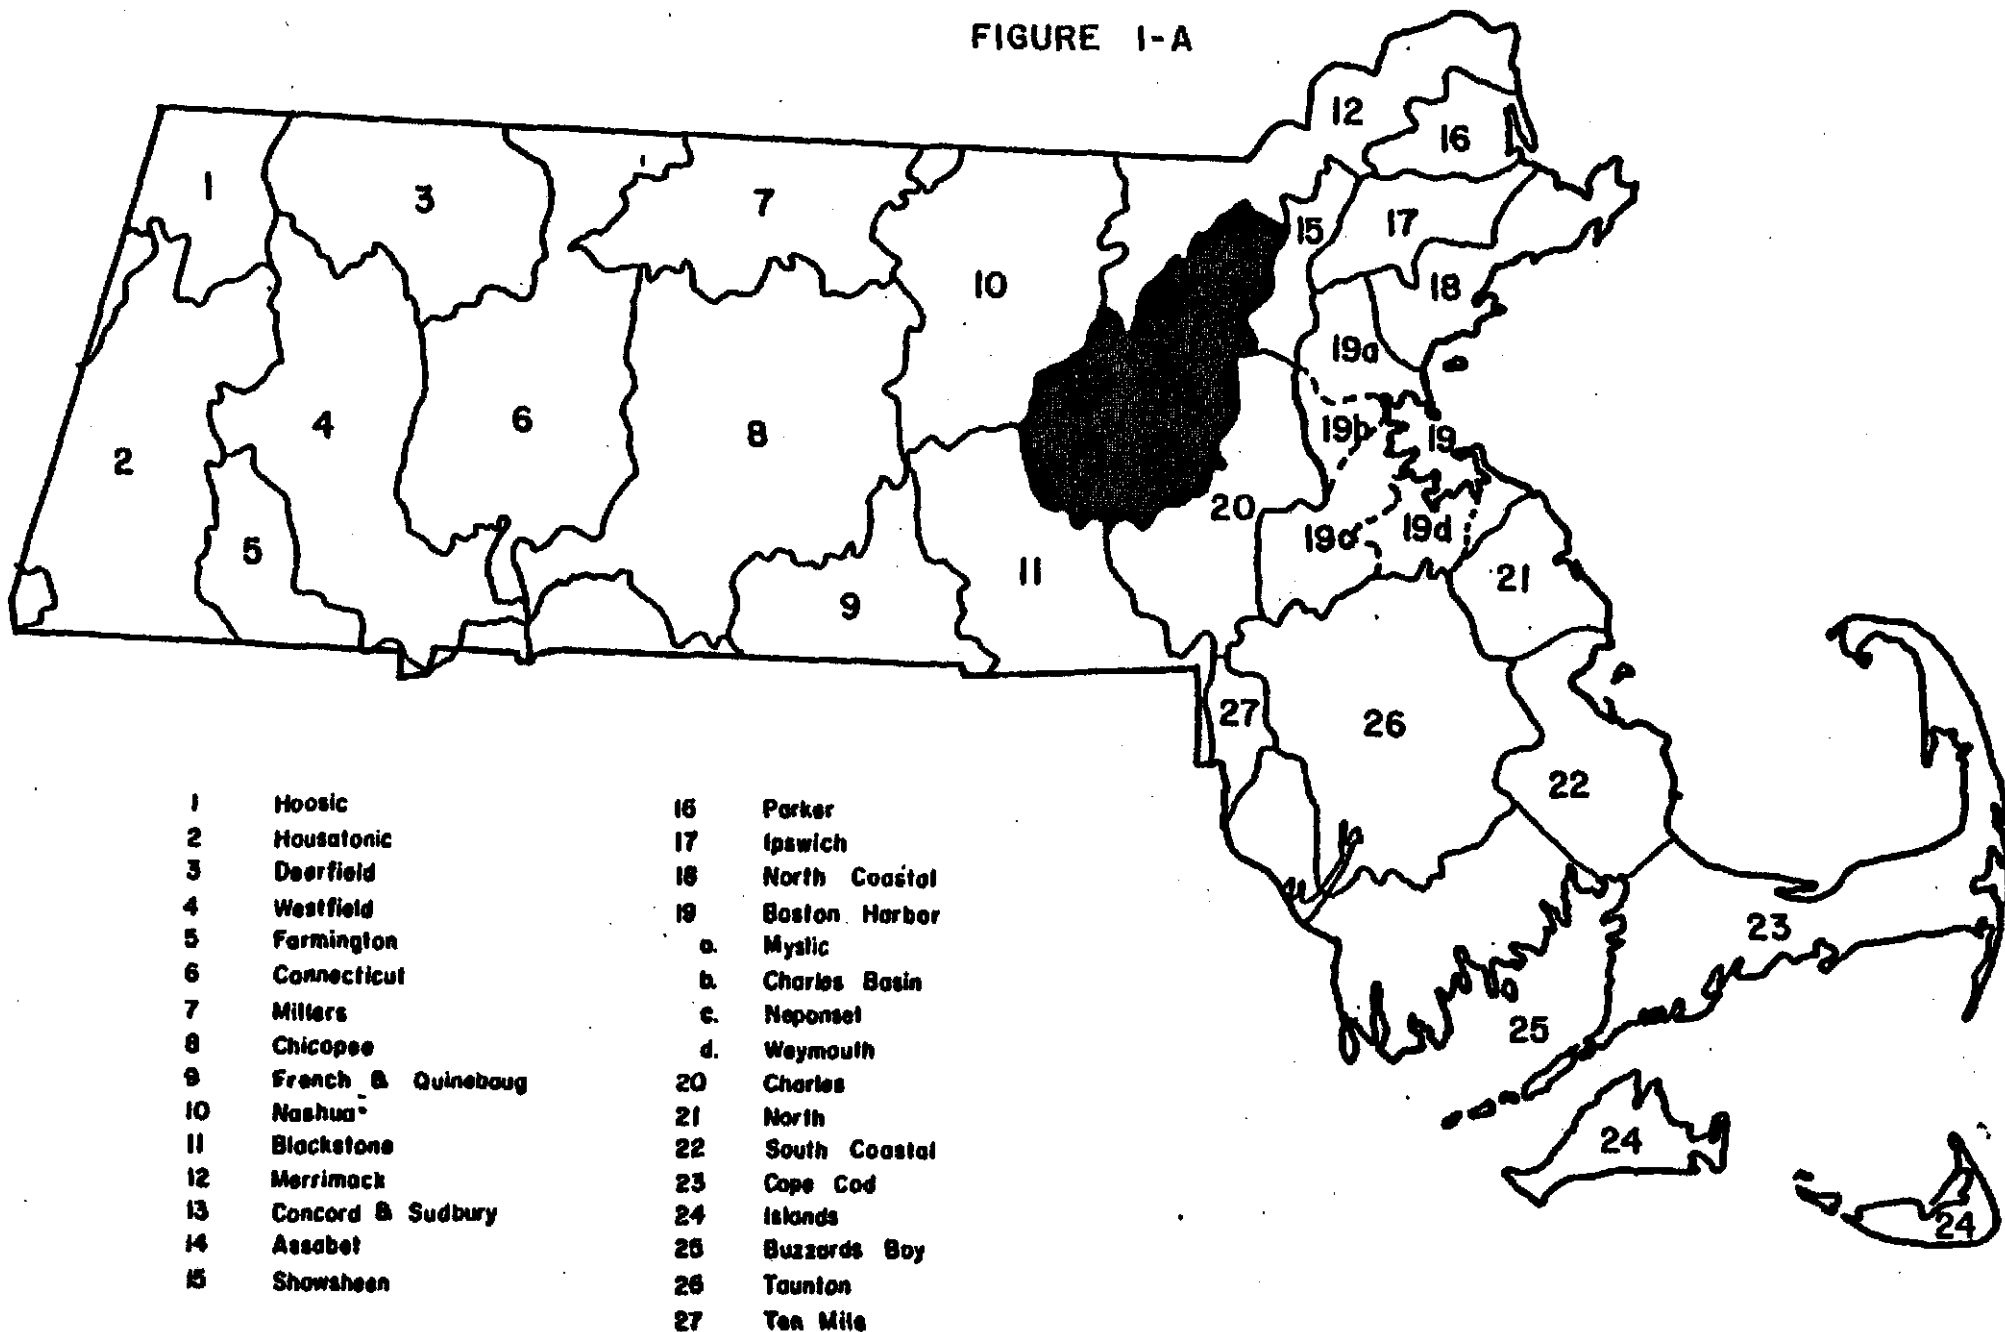 FIGURE 1-A
12
16
1
3
7
15
17
10
18
19a
4
6
8
19b
19
2
20
5
19c
19d
11
21
9
27
26
22
23
25
24
24
1 Hoosic
2 Housatonic
3 Deerfield
4 Westfield
5 Farmington
6 Connecticut
7 Millers
8 Chicopee
9 French & Quinebaug
10 Nashua
11 Blackstone
12 Merrimack
13 Concord & Sudbury
14 Assabet
15 Shawsheen
16 Parker
17 Ipswich
18 North Coastal
19 Boston Harbor
a. Mystic
b. Charles Basin
c. Neponset
d. Weymouth
20 Charles
21 North
22 South Coastal
23 Cape Cod
24 Islands
25 Buzzards Bay
26 Taunton
27 Ten Mile